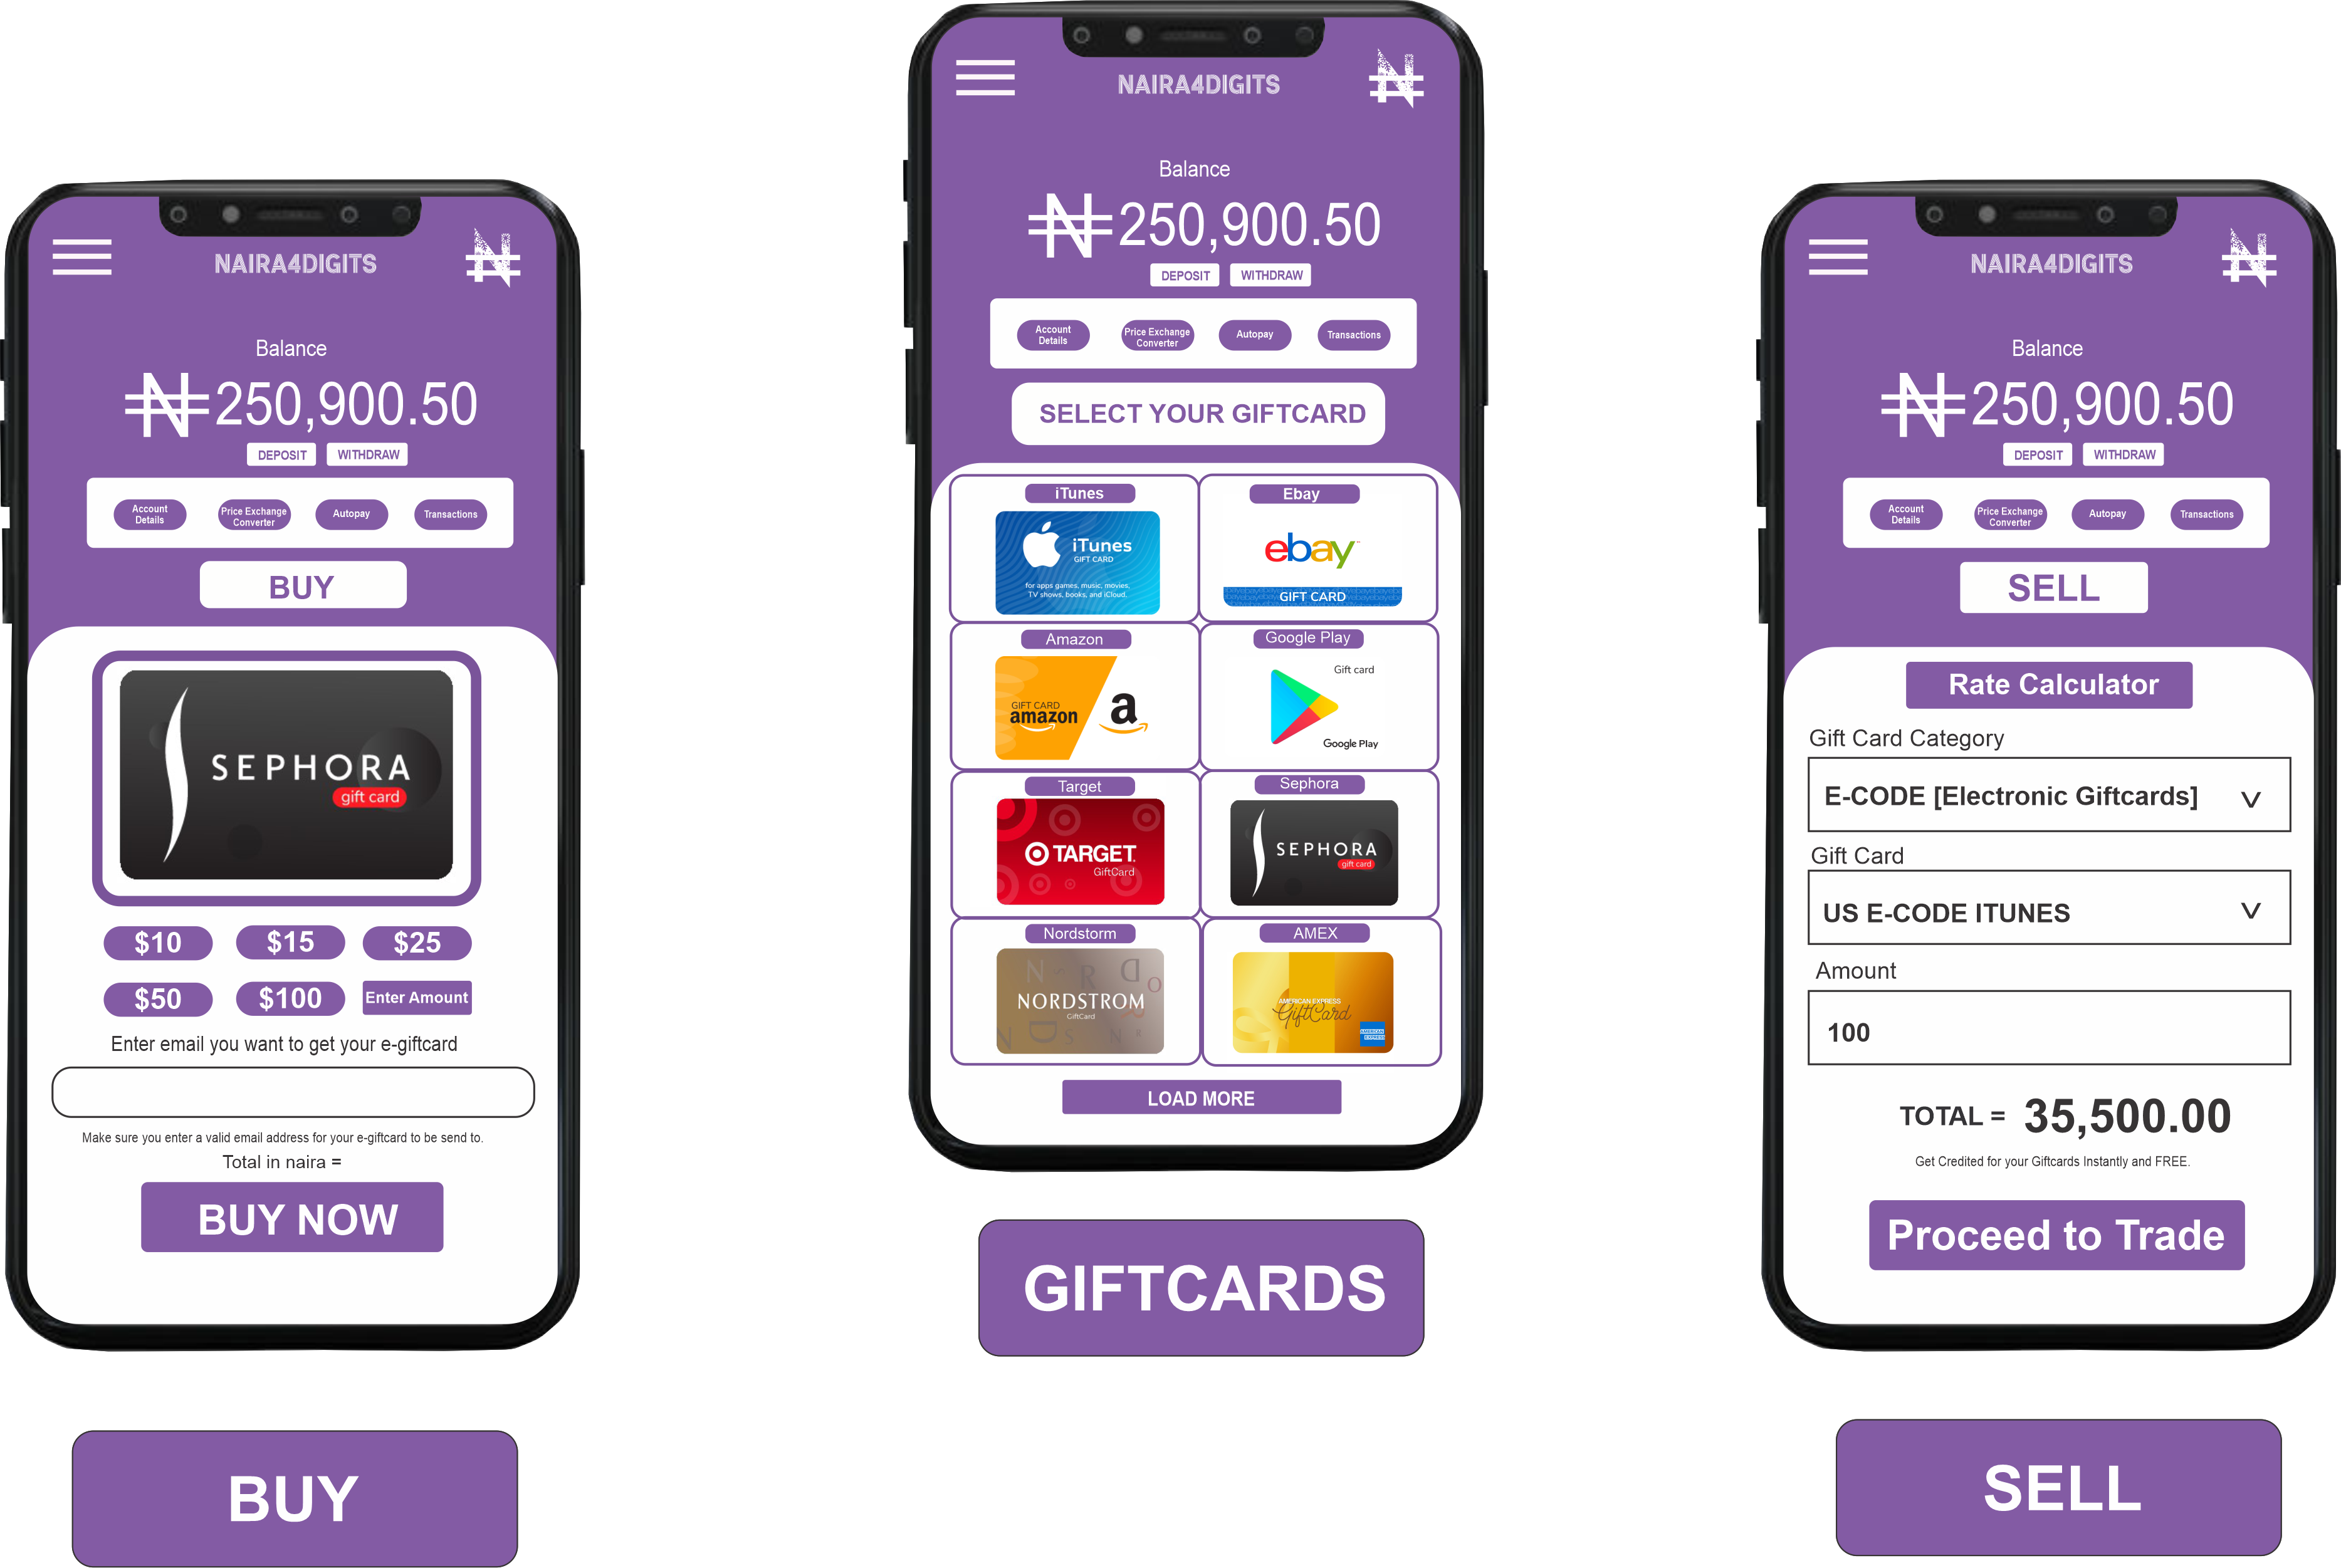 NAIRA4DIGITS
Balance
₦250,900.50
DEPOSIT WITHDRAW
Account Details
Price Exchange Converter
Autopay
Transactions
BUY
SEPHORA
gift card
$10 $15 $25
$50 $100 Enter Amount
Enter email you want to get your e-giftcard
Make sure you enter a valid email address for your e-giftcard to be send to.
Total in naira =
BUY NOW
BUY
NAIRA4DIGITS
Balance
₦250,900.50
DEPOSIT WITHDRAW
Account Details
Price Exchange Converter
Autopay
Transactions
SELECT YOUR GIFTCARD
iTunes
iTunes
GIFT CARD
for apps games, music, movies,
TV shows, books, and iCloud.
Ebay
ebay™
GIFT CARD
Amazon
GIFT CARD
amazon
a
Google Play
Gift card
Google Play
Target
TARGET.
GiftCard
Sephora
SEPHORA
gift card
Nordstorm
NORDSTROM
GiftCard
AMEX
AMERICAN EXPRESS
GiftCard
AMERICAN
EXPRESS
LOAD MORE
GIFTCARDS
NAIRA4DIGITS
Balance
₦250,900.50
DEPOSIT WITHDRAW
Account Details
Price Exchange Converter
Autopay
Transactions
SELL
Rate Calculator
Gift Card Category
E-CODE [Electronic Giftcards] V
Gift Card
US E-CODE ITUNES V
Amount
100
TOTAL = 35,500.00
Get Credited for your Giftcards Instantly and FREE.
Proceed to Trade
SELL